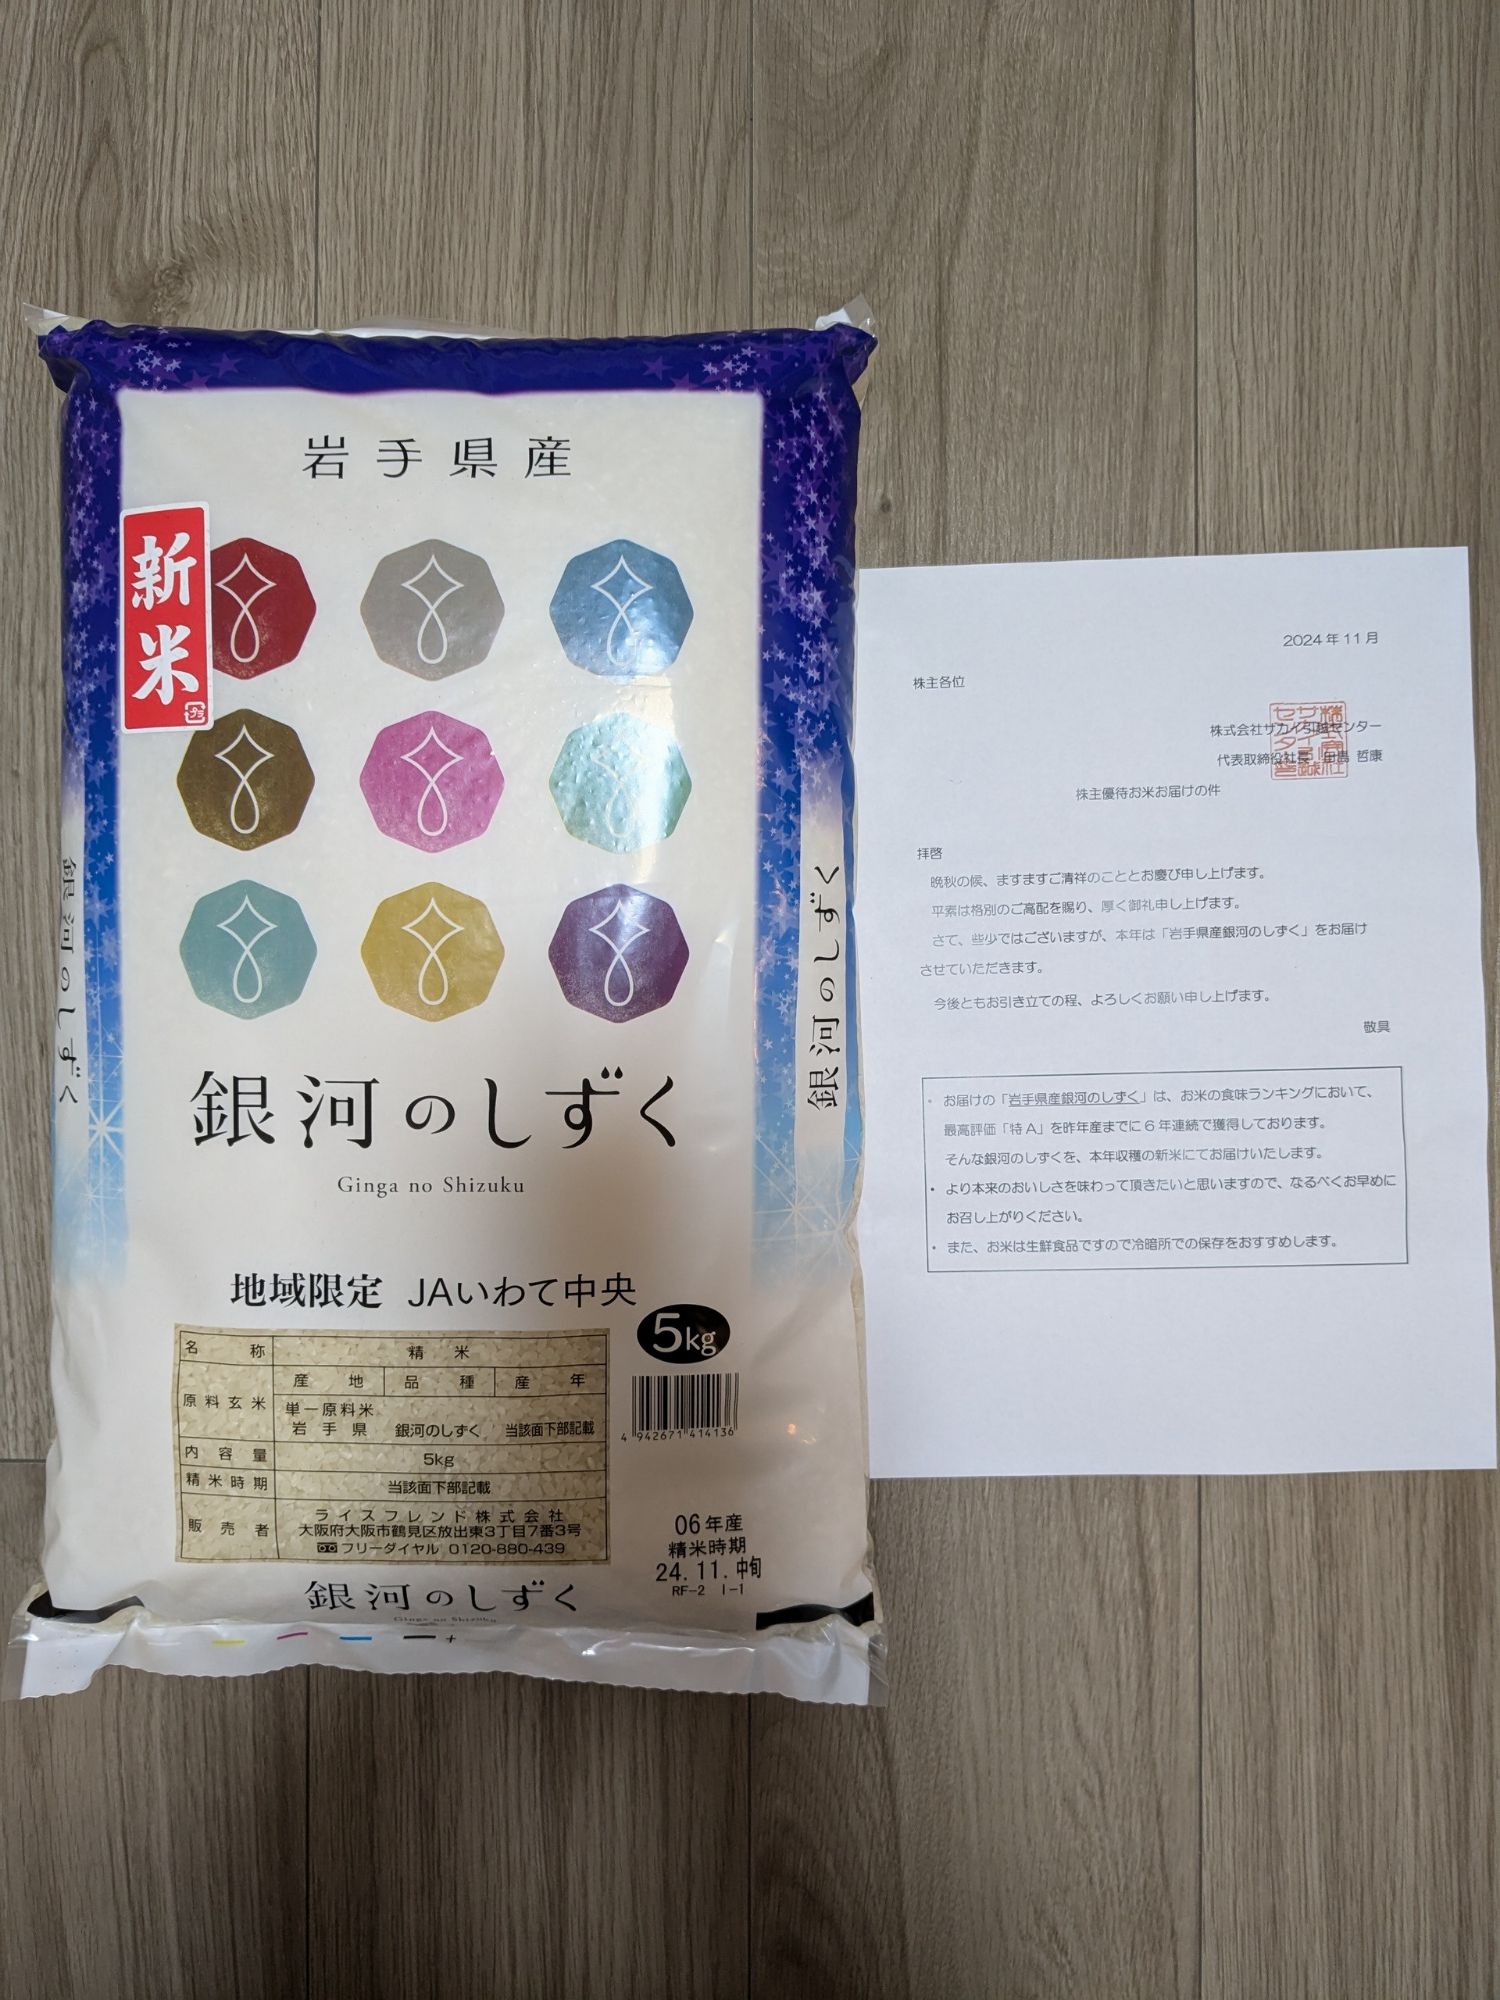 岩手県産
新米
プラ
銀河のしずく
Ginga no Shizuku
地域限定 JAいわて中央
5kg
名称 精米
原料玄米 産地 品種 産年
単一原料米
岩手県 銀河のしずく 当該面下部記載
内容量 5kg
精米時期 当該面下部記載
販売者 ライスフレンド株式会社
大阪府大阪市鶴見区放出東3丁目7番3号
フリーダイヤル 0120-880-439
4 942671 414136
06年産
精米時期
24.11.中旬
RF-2 I-1
銀河のしずく
Ginga no Shizuku
銀河のしずく
銀河のしずく
2024年11月
株主各位
株式会社サカイ引越センター
代表取締役社長 田島 哲康
株主優待お米お届けの件
拝啓
晩秋の候、ますますご清祥のこととお慶び申し上げます。
平素は格別のご高配を賜り、厚く御礼申し上げます。
さて、些少ではございますが、本年は「岩手県産銀河のしずく」をお届け
させていただきます。
今後ともお引き立ての程、よろしくお願い申し上げます。
敬具
・ お届けの「岩手県産銀河のしずく」は、お米の食味ランキングにおいて、
最高評価「特A」を昨年産までに6年連続で獲得しております。
そんな銀河のしずくを、本年収穫の新米にてお届けいたします。
・ より本来のおいしさを味わって頂きたいと思いますので、なるべくお早めに
お召し上がりください。
・ また、お米は生鮮食品ですので冷暗所での保存をおすすめします。